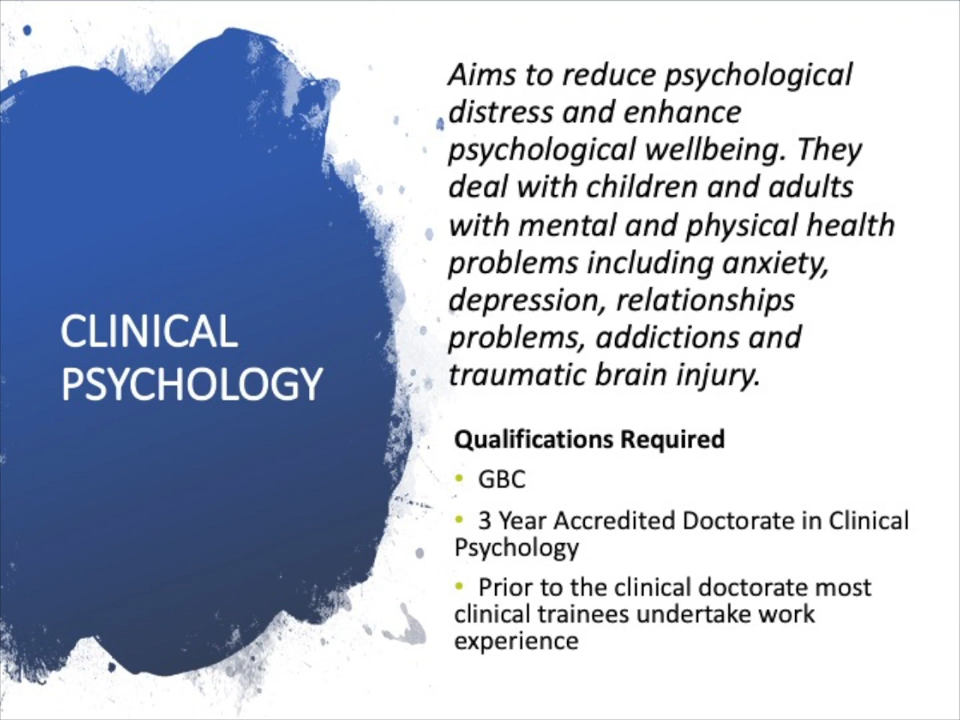 CLINICAL
PSYCHOLOGY
Aims to reduce psychological
distress and enhance
psychological wellbeing. They
deal with children and adults
with mental and physical health
problems including anxiety,
depression, relationships
problems, addictions and
traumatic brain injury.
Qualifications Required
• GBC
• 3 Year Accredited Doctorate in Clinical
Psychology
• Prior to the clinical doctorate most
clinical trainees undertake work
experience